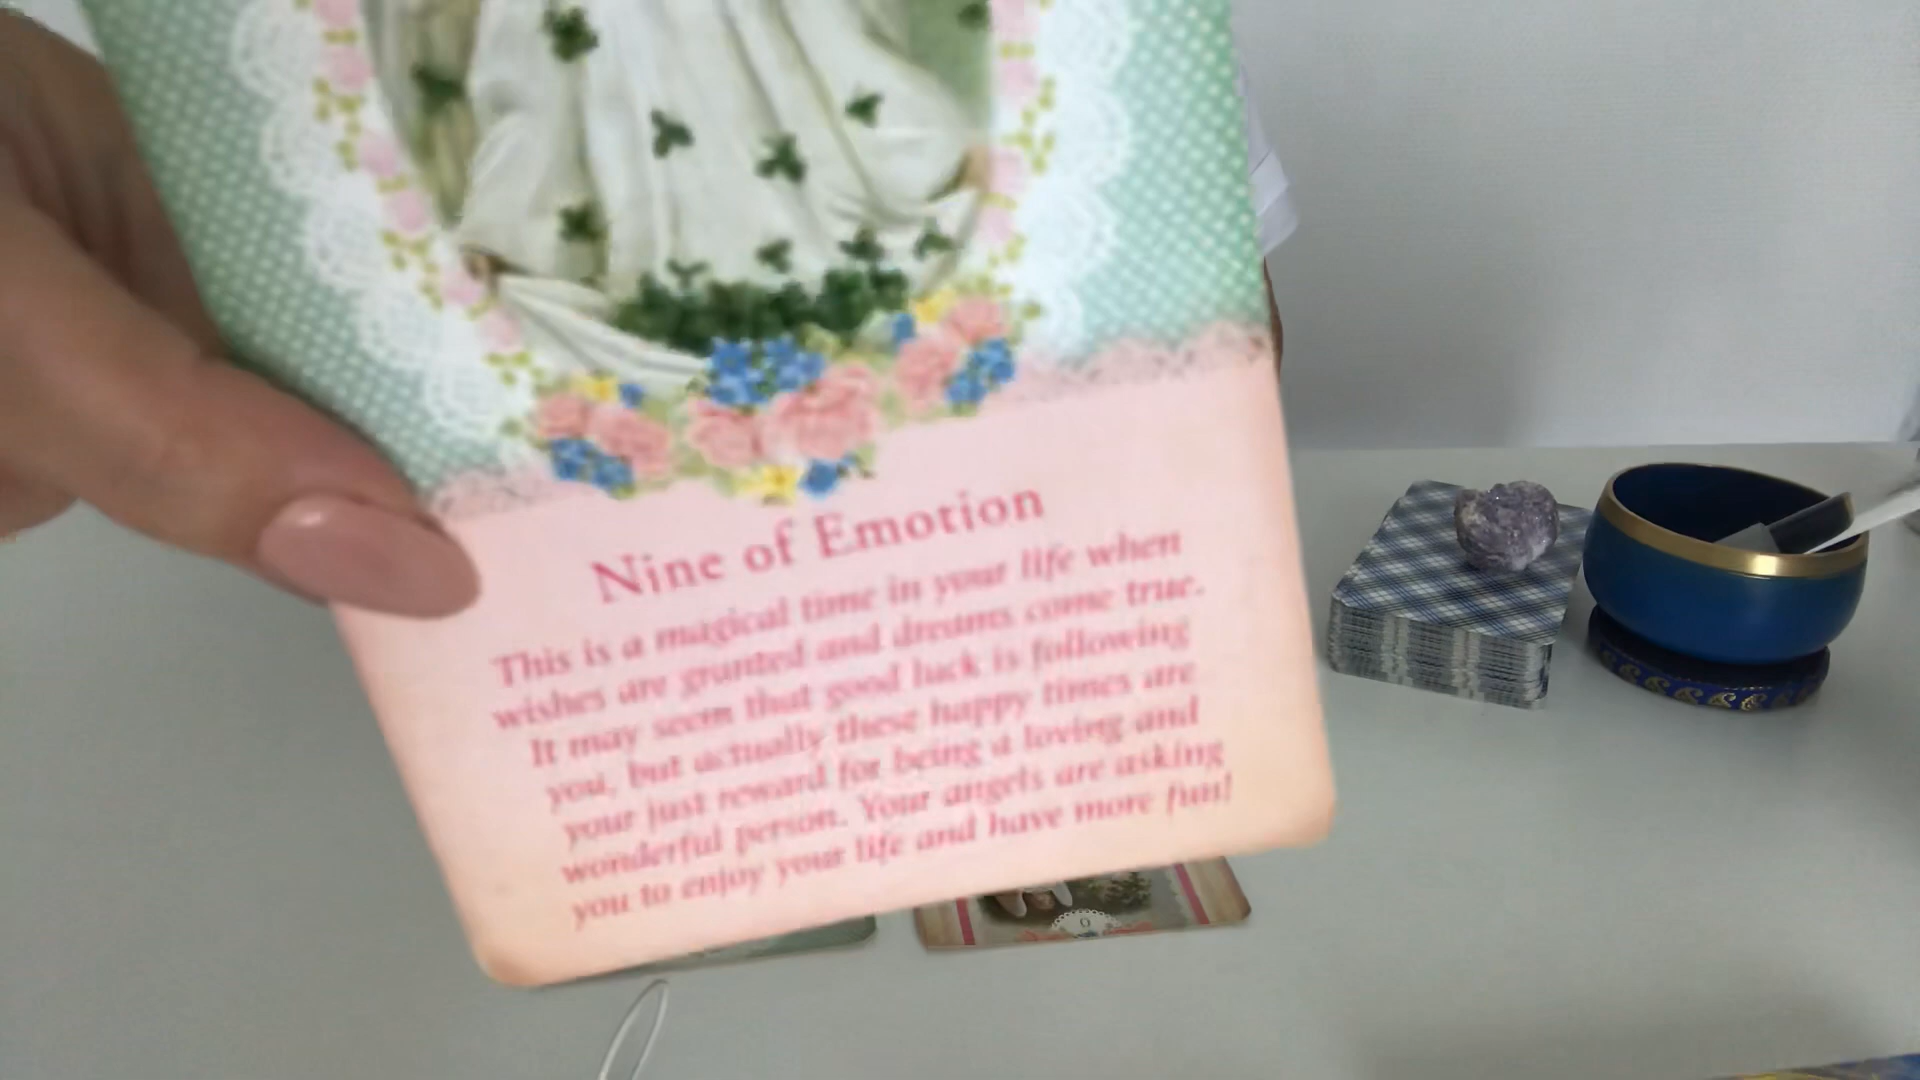 Nine of Emotion
This is a magical time in your life when
wishes are granted and dreams come true.
It may seem that good luck is following
you, but actually these happy times are
your just reward for being a loving and
wonderful person. Your angels are asking
you to enjoy your life and have more fun!
0